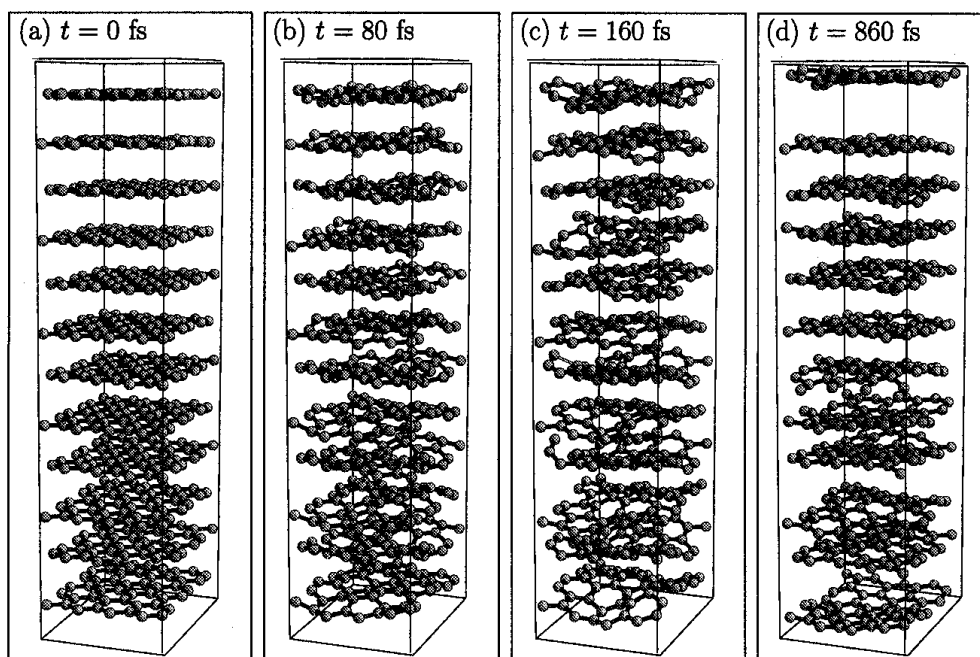 (a) t = 0 fs
(b) t = 80 fs
(c) t = 160 fs
(d) t = 860 fs